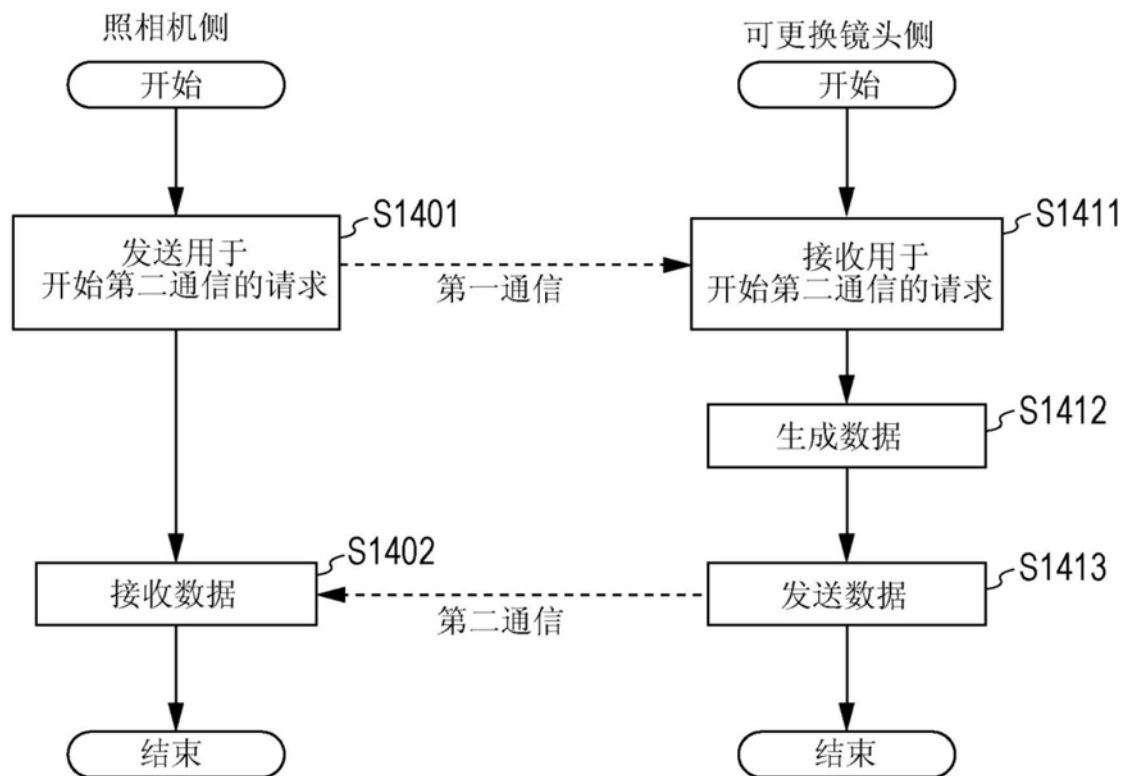 照相机侧
可更换镜头侧
开始
开始
S1401
S1411
发送用于
开始第二通信的请求
第一通信
接收用于
开始第二通信的请求
S1412
生成数据
S1402
S1413
接收数据
第二通信
发送数据
结束
结束